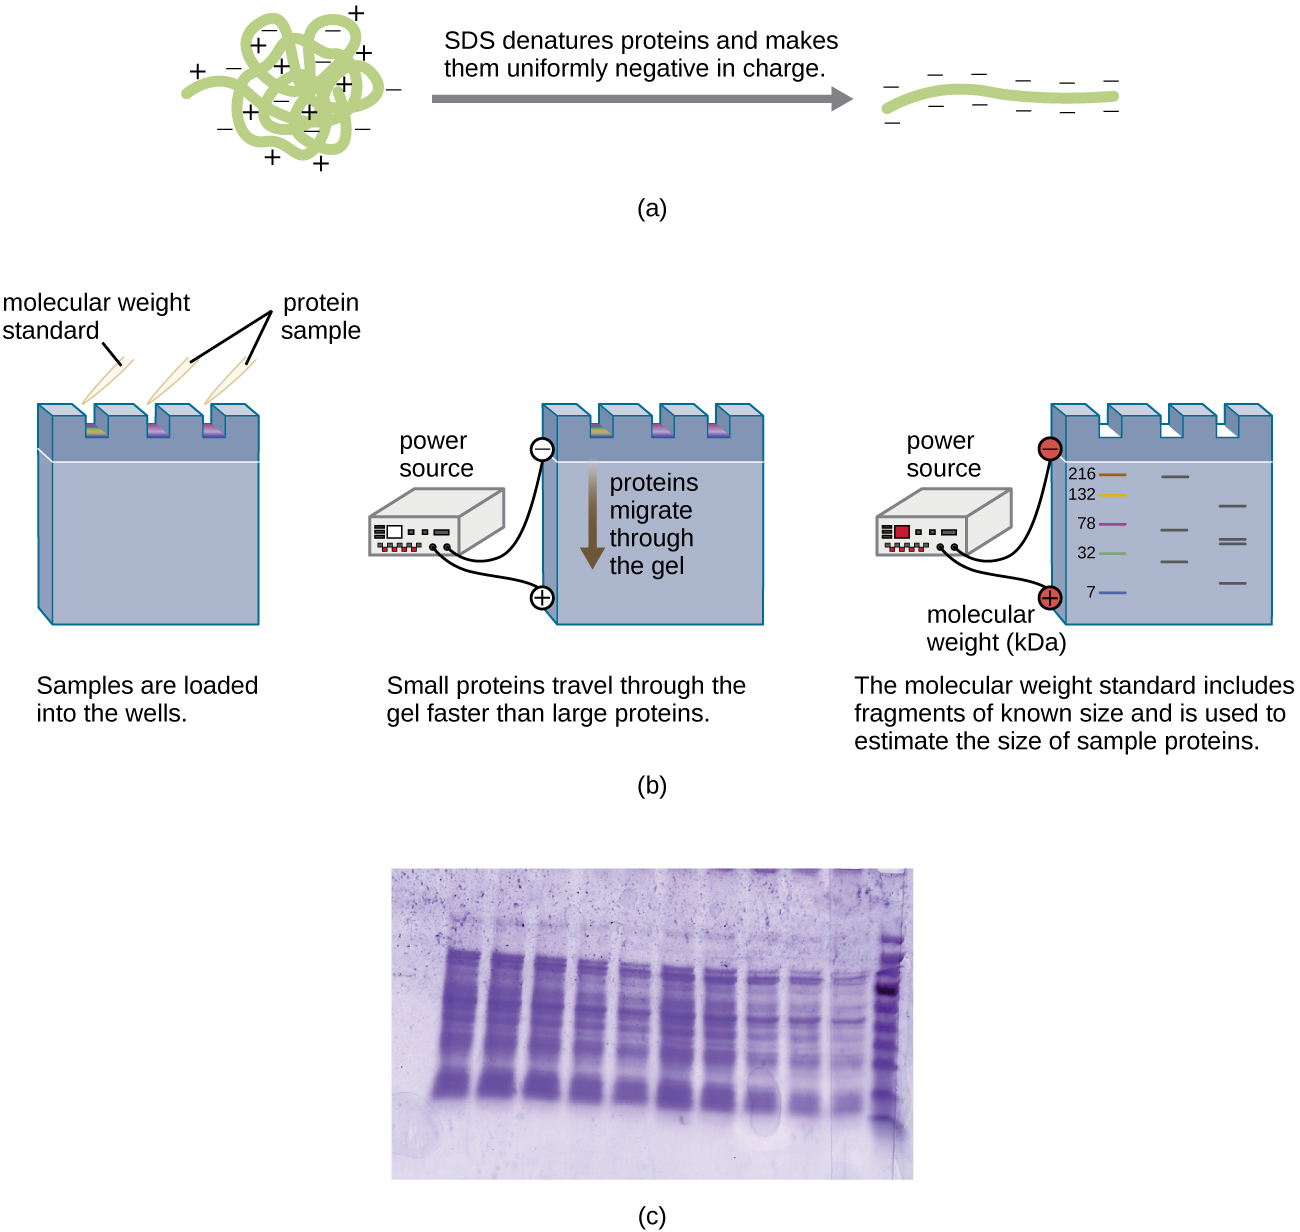 SDS denatures proteins and makes
them uniformly negative in charge.
(a)
molecular weight
standard
protein
sample
power
source
proteins
migrate
through
the gel
power
source
216
132
78
32
7
molecular
weight (kDa)
Samples are loaded
into the wells.
Small proteins travel through the
gel faster than large proteins.
The molecular weight standard includes
fragments of known size and is used to
estimate the size of sample proteins.
(b)
(c)